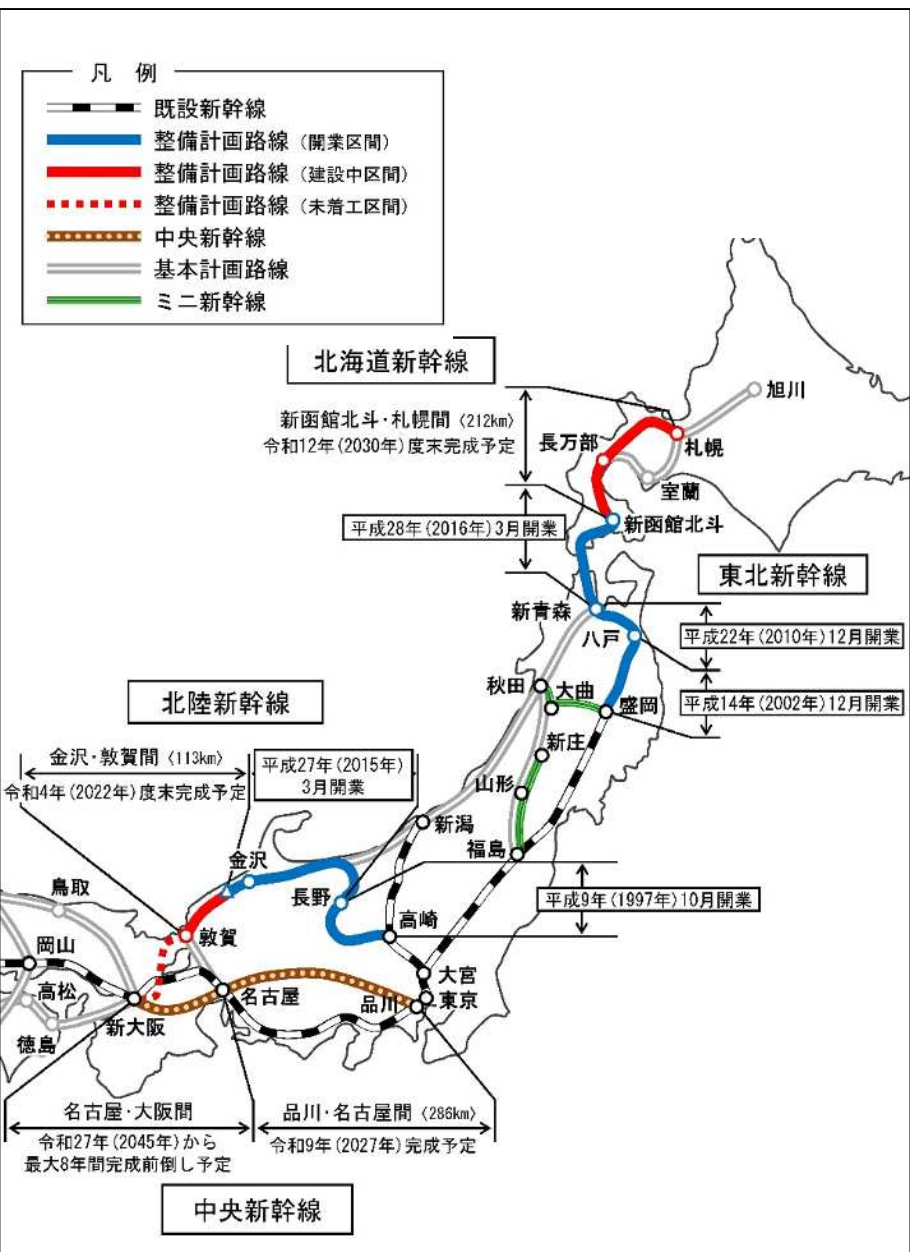 凡 例
既設新幹線
整備計画路線（開業区間）
整備計画路線（建設中区間）
整備計画路線（未着工区間）
中央新幹線
基本計画路線
ミニ新幹線
北海道新幹線
新函館北斗・札幌間〈212km〉
令和12年(2030年)度末完成予定
旭川
長万部
札幌
室蘭
平成28年(2016年)3月開業
新函館北斗
東北新幹線
新青森
八戸
平成22年(2010年)12月開業
秋田
大曲
盛岡
平成14年(2002年)12月開業
北陸新幹線
金沢・敦賀間〈113km〉
令和4年(2022年)度末完成予定
平成27年(2015年)
3月開業
新庄
山形
新潟
福島
金沢
長野
高崎
平成9年(1997年)10月開業
鳥取
敦賀
岡山
大宮
高松
名古屋
品川
東京
徳島
新大阪
名古屋・大阪間
令和27年(2045年)から
最大8年間完成前倒し予定
品川・名古屋間〈286km〉
令和9年(2027年)完成予定
中央新幹線